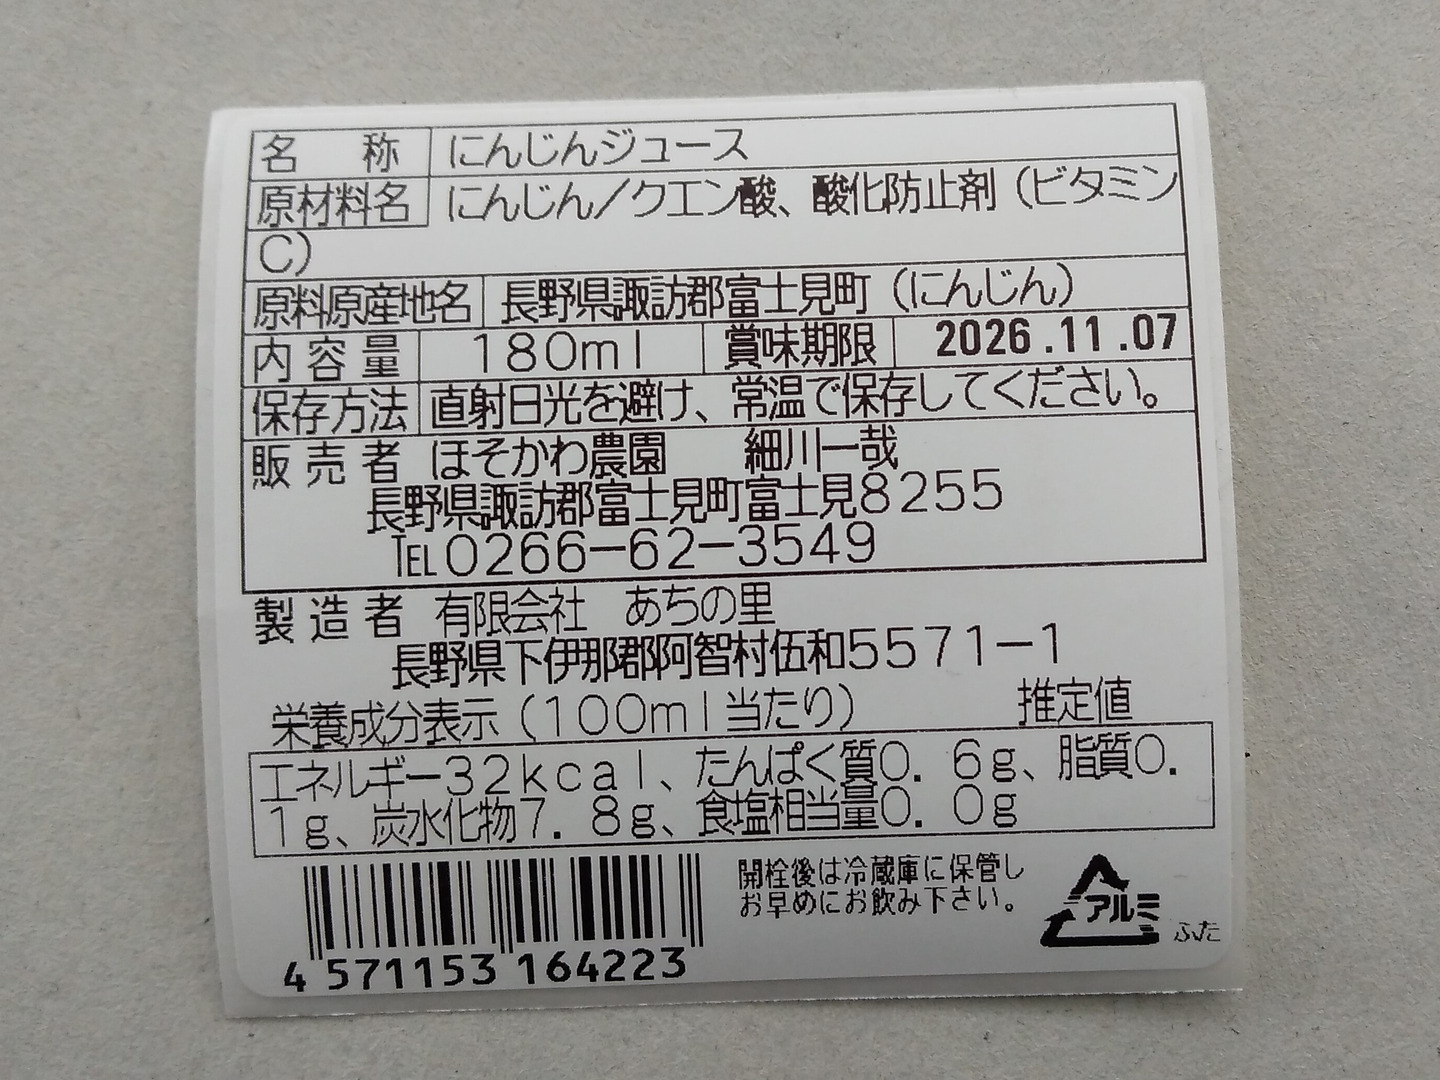 名称 にんじんジュース
原材料名 にんじん／クエン酸、酸化防止剤（ビタミン
C）
原料原産地名 長野県諏訪郡富士見町（にんじん）
内容量 180ml 賞味期限 2026.11.07
保存方法 直射日光を避け、常温で保存してください。
販売者 ほそかわ農園 細川一哉
長野県諏訪郡富士見町富士見8255
TEL0266-62-3549
製造者 有限会社 あちの里
長野県下伊那郡阿智村伍和5571-1
栄養成分表示（100ml当たり） 推定値
エネルギー32kcal、たんぱく質0.6g、脂質0.
1g、炭水化物7.8g、食塩相当量0.0g
開栓後は冷蔵庫に保管し
お早めにお飲み下さい。
アルミ ふた
4 571153 164223